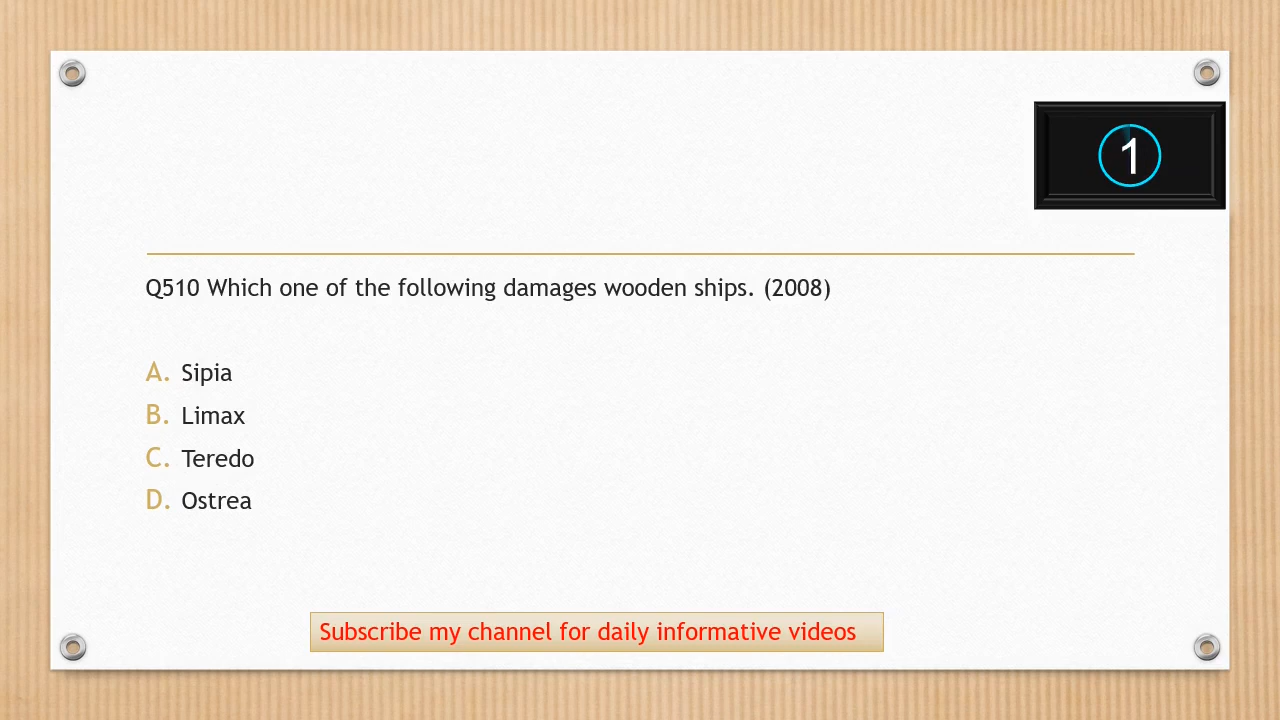 1
Q510 Which one of the following damages wooden ships. (2008)
A. Sipia
B. Limax
C. Teredo
D. Ostrea
Subscribe my channel for daily informative videos